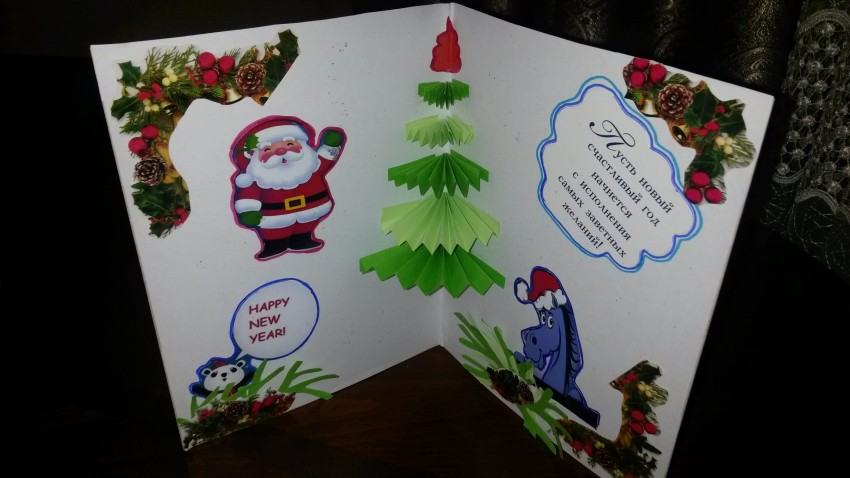 HAPPY
NEW
YEAR!
Пусть новый
счастливый год
начнется
с исполнения
самых заветных
желаний!